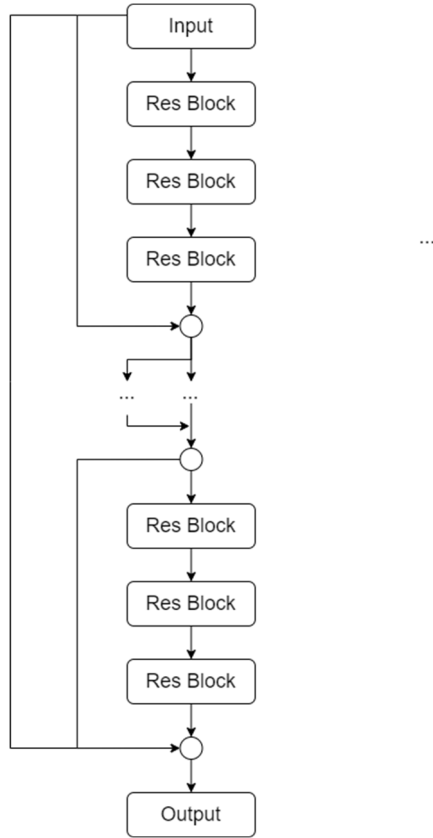 Input
Res Block
Res Block
Res Block
...
... ...
Res Block
Res Block
Res Block
Output